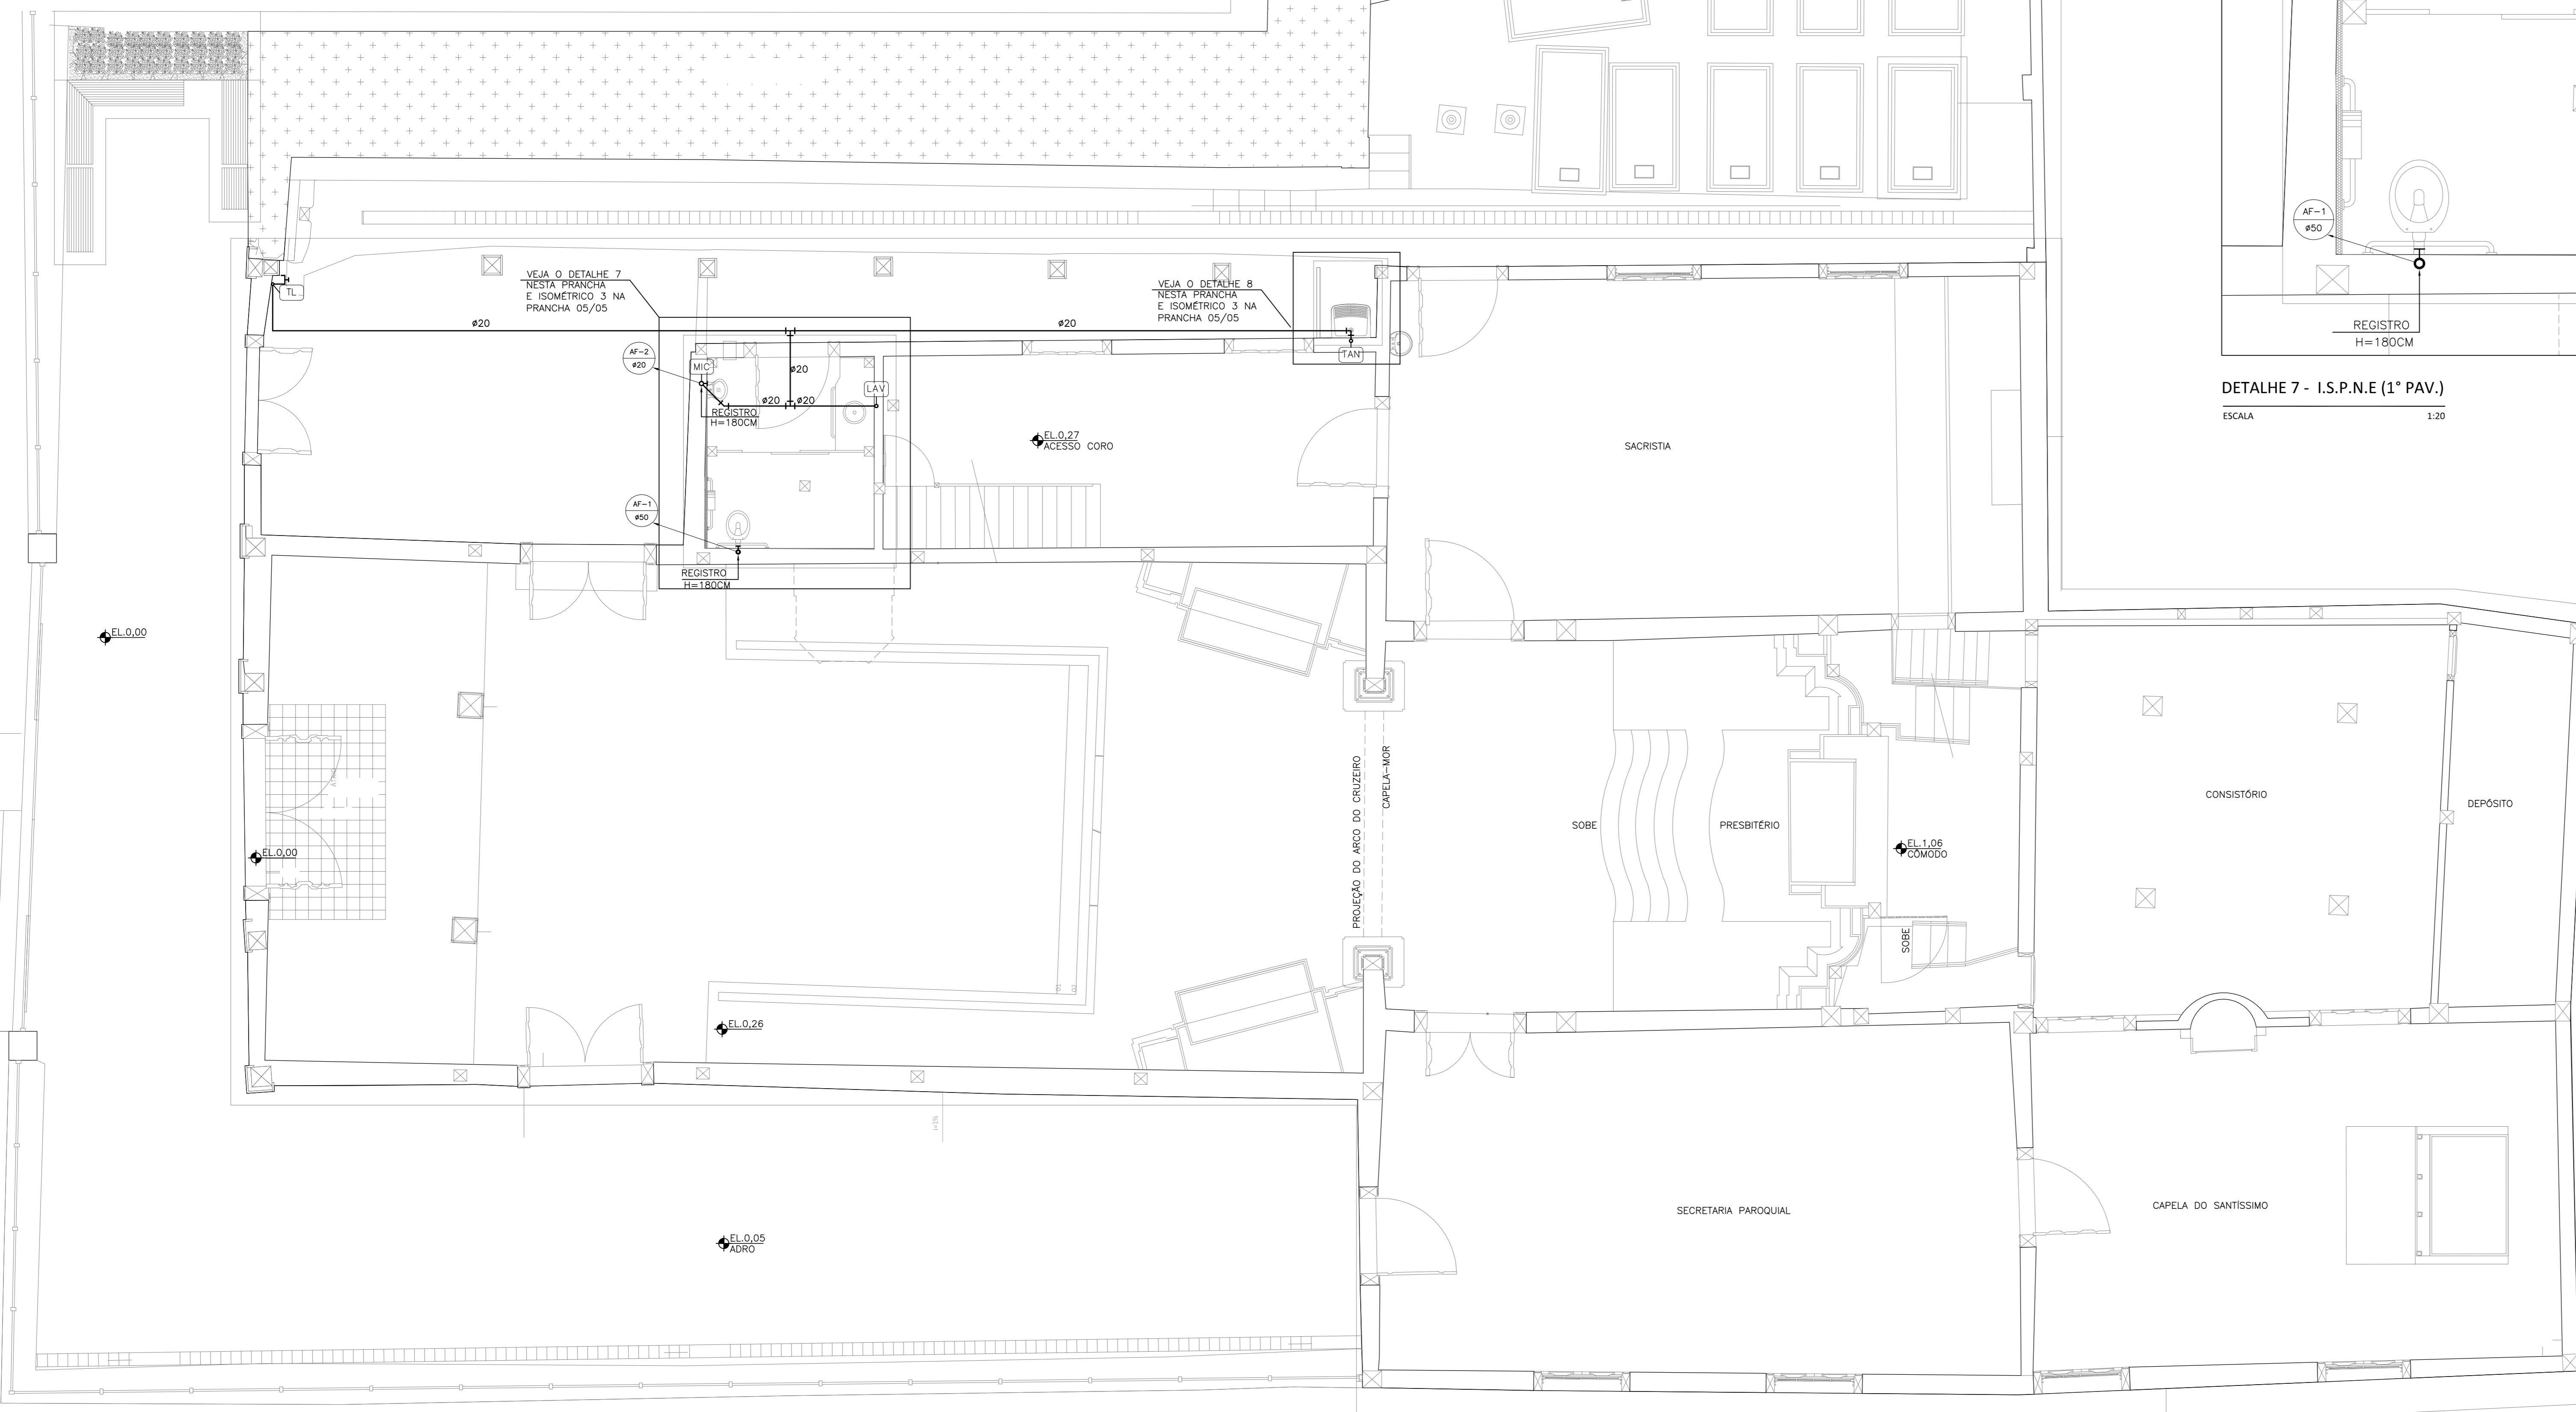 VEJA O DETALHE 7
NESTA PRANCHA
E ISOMÉTRICO 3 NA
PRANCHA 05/05
VEJA O DETALHE 8
NESTA PRANCHA
E ISOMÉTRICO 3 NA
PRANCHA 05/05
TL
ø20
ø20
TAN
AF-2
ø20
MIC
ø20
LAV
ø20
ø20
REGISTRO
H=180CM
EL.0,27
ACESSO CORO
SACRISTIA
AF-1
ø50
REGISTRO
H=180CM
AF-1
ø50
REGISTRO
H=180CM
DETALHE 7 - I.S.P.N.E (1° PAV.)
ESCALA
1:20
EL.0,00
EL.0,00
PROJEÇÃO DO ARCO DO CRUZEIRO
CAPELA-MOR
SOBE
PRESBITÉRIO
EL.1,06
CÔMODO
SOBE
CONSISTÓRIO
DEPÓSITO
01
02
EL.0,26
i=1%
EL.0,05
ADRO
SECRETARIA PAROQUIAL
CAPELA DO SANTÍSSIMO